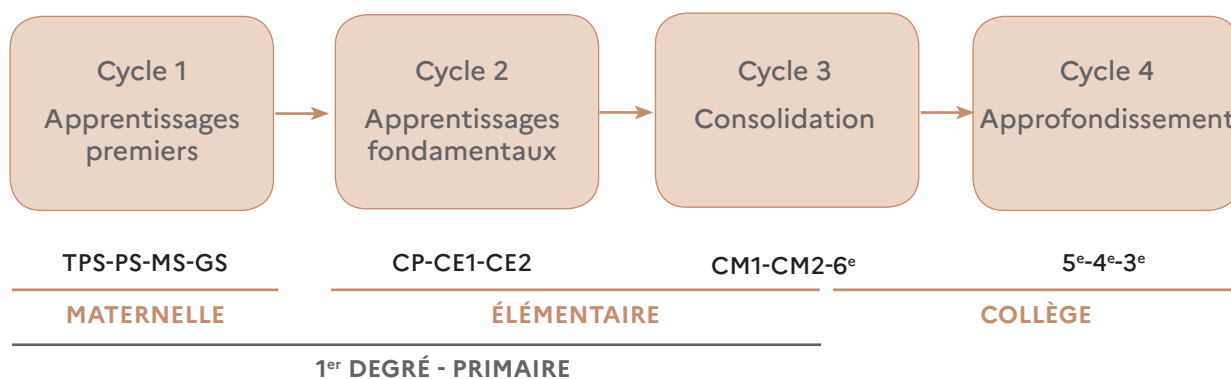 Cycle 1
Apprentissages
premiers
Cycle 2
Apprentissages
fondamentaux
Cycle 3
Consolidation
Cycle 4
Approfondissement
TPS-PS-MS-GS
CP-CE1-CE2
CM1-CM2-6ᵉ
5ᵉ-4ᵉ-3ᵉ
MATERNELLE
ÉLÉMENTAIRE
COLLÈGE
1ᵉʳ DEGRÉ - PRIMAIRE